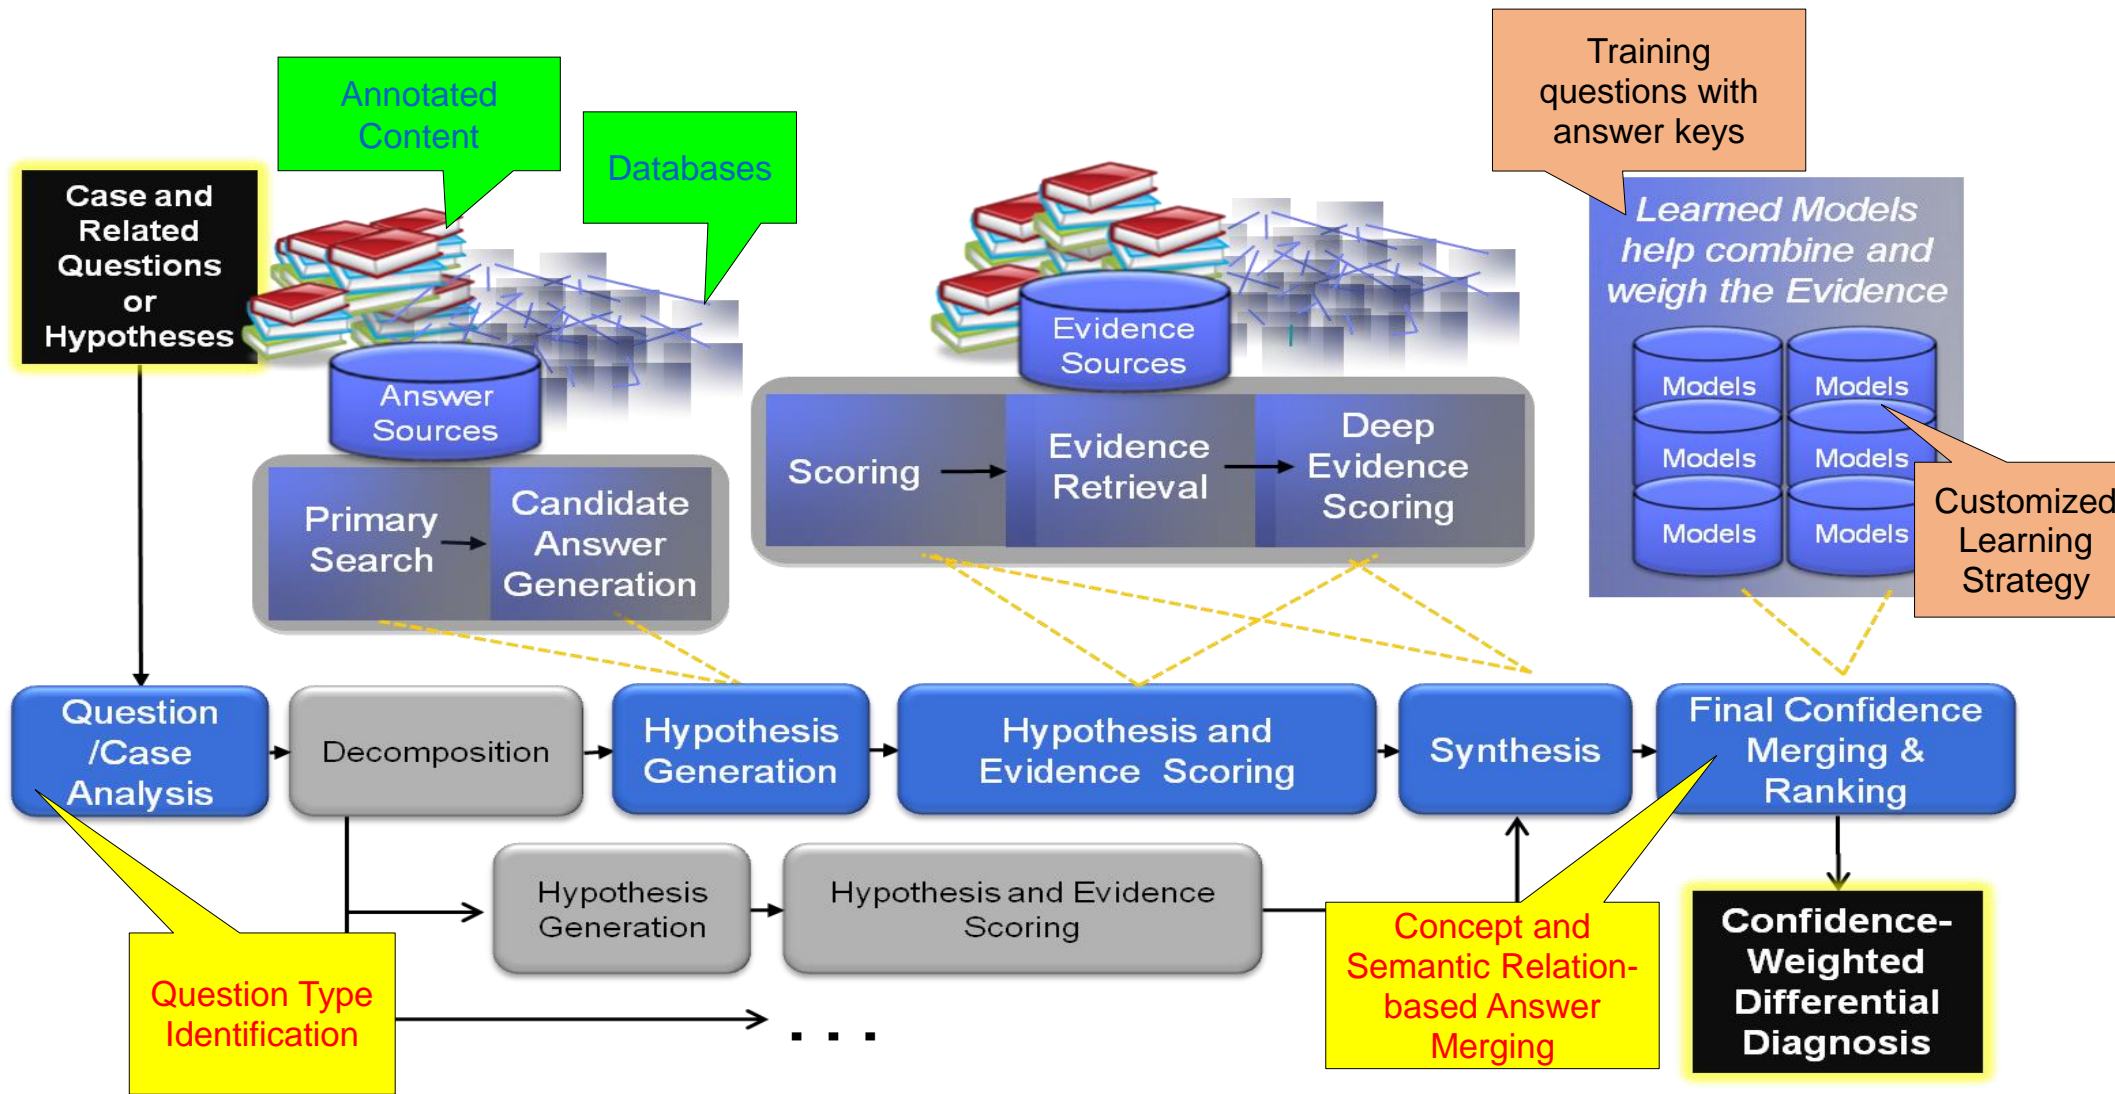 Training
questions with
answer keys
Annotated
Content
Databases
Case and
Related
Questions
or
Hypotheses
Answer
Sources
Evidence
Sources
Learned Models
help combine and
weigh the Evidence
Models
Models
Models
Models
Models
Models
Customized
Learning
Strategy
Primary
Search
Candidate
Answer
Generation
Scoring
Evidence
Retrieval
Deep
Evidence
Scoring
Question
/Case
Analysis
Decomposition
Hypothesis
Generation
Hypothesis and
Evidence Scoring
Synthesis
Final Confidence
Merging &
Ranking
Hypothesis
Generation
Hypothesis and Evidence
Scoring
Question Type
Identification
. . .
Concept and
Semantic Relation-
based Answer
Merging
Confidence-
Weighted
Differential
Diagnosis